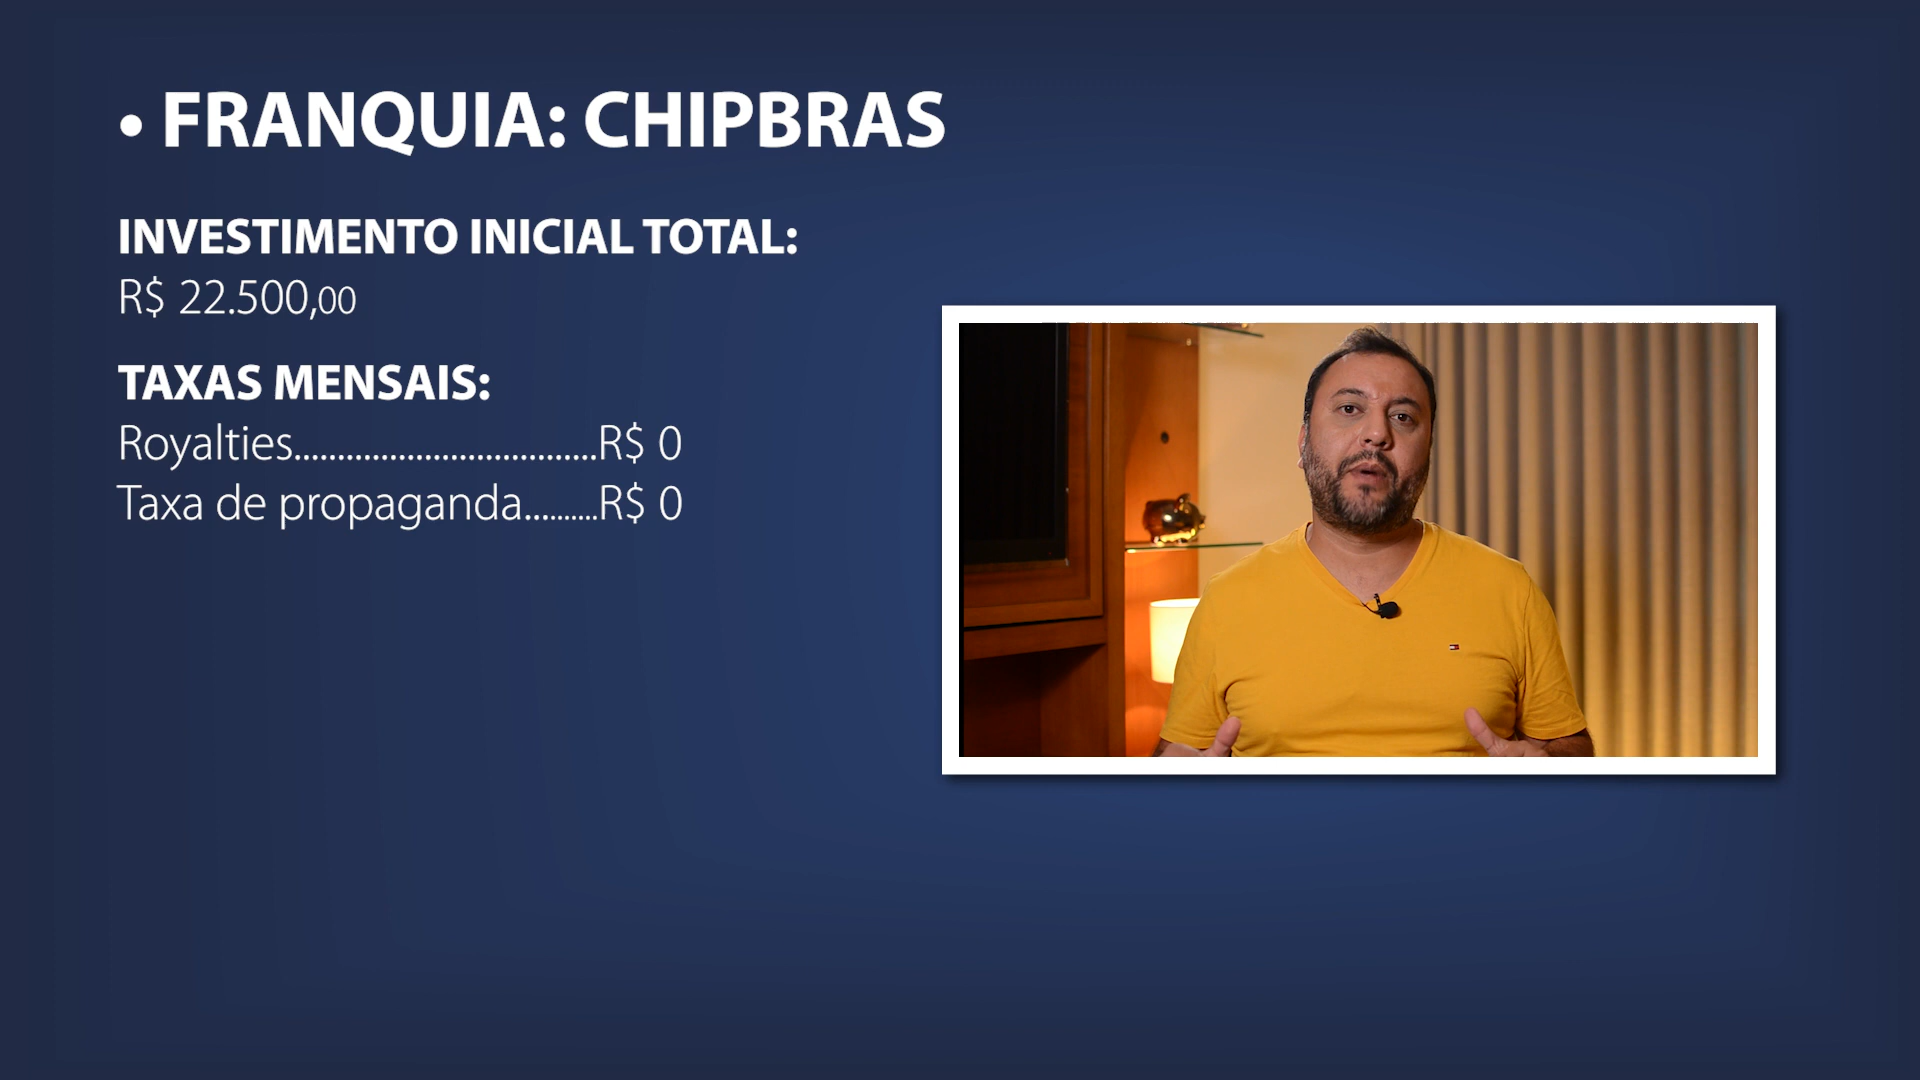 • FRANQUIA: CHIPBRAS
INVESTIMENTO INICIAL TOTAL:
R$ 22.500,00
TAXAS MENSAIS:
Royalties...................................R$ 0
Taxa de propaganda..........R$ 0